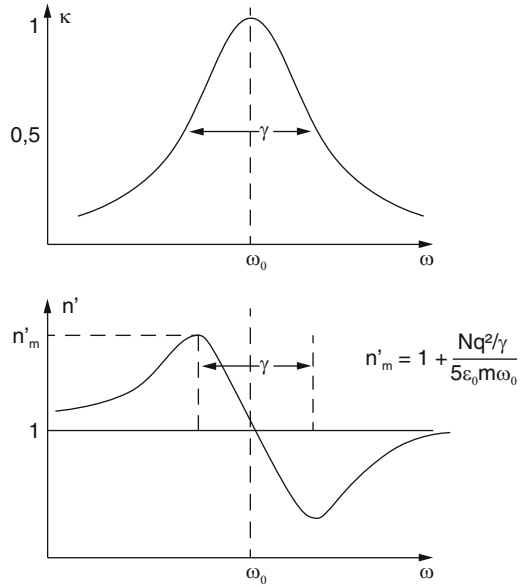 1 κ
0,5
γ
ω₀ ω
n'
n'ₘ
γ
n'ₘ = 1 + Nq²/γ / 5ε₀mω₀
1
ω₀ ω